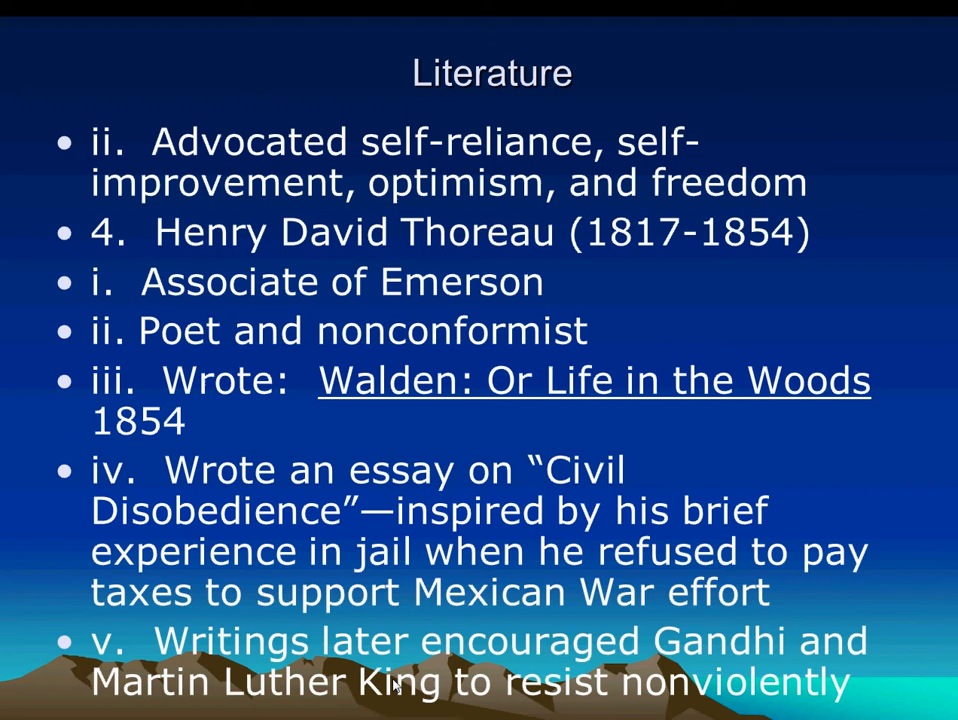 Literature
• ii. Advocated self-reliance, self-
improvement, optimism, and freedom
• 4. Henry David Thoreau (1817-1854)
• i. Associate of Emerson
• ii. Poet and nonconformist
• iii. Wrote: Walden: Or Life in the Woods
1854
• iv. Wrote an essay on “Civil
Disobedience”—inspired by his brief
experience in jail when he refused to pay
taxes to support Mexican War effort
• v. Writings later encouraged Gandhi and
Martin Luther King to resist nonviolently